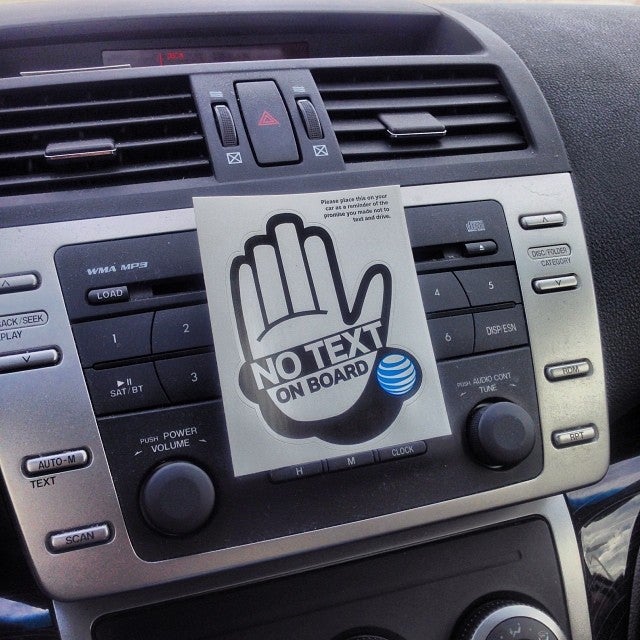 Please place this on your
car as a reminder of the
promise you made not to
text and drive.
WMA MP3
LOAD
DISC/FOLDER
CATEGORY
ACK/SEEK
PLAY
1
2
4
5
NO TEXT
ON BOARD
SAT/BT
3
6
DISP/ESN
PUSH POWER
VOLUME
PUSH AUDIO CONT
TUNE
RDM
RPT
AUTO-M
TEXT
SCAN
H
M
CLOCK